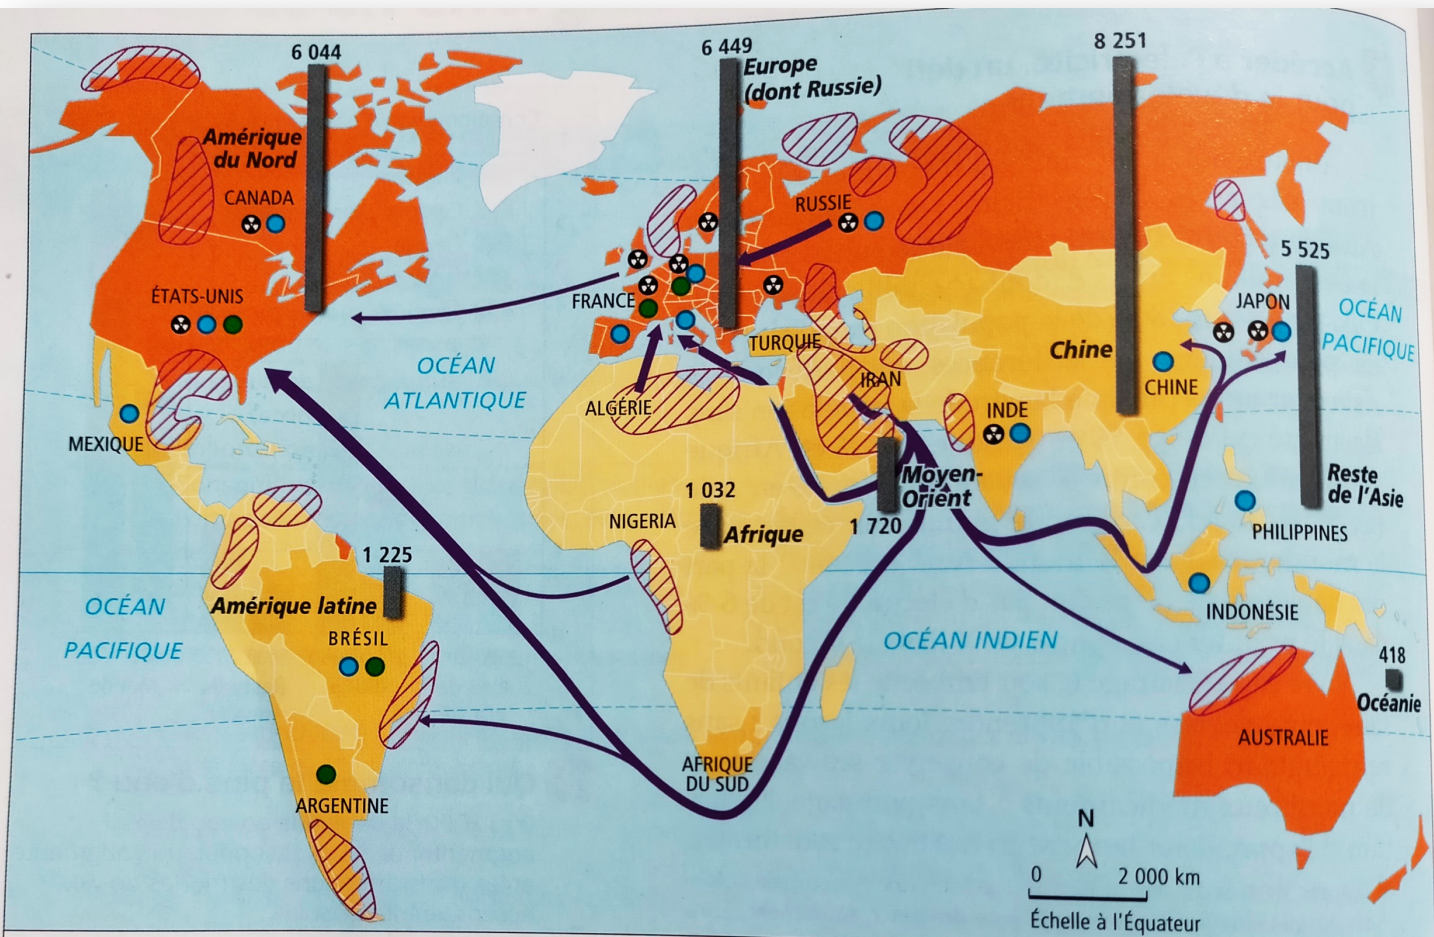 6 044
6 449
8 251
Europe
(dont Russie)
Amérique
du Nord
CANADA
RUSSIE
5 525
ÉTATS-UNIS
FRANCE
JAPON
OCÉAN
PACIFIQUE
TURQUIE
Chine
OCÉAN
ATLANTIQUE
CHINE
IRAN
ALGÉRIE
INDE
MEXIQUE
Moyen-
Orient
Reste
de l'Asie
1 032
NIGERIA
Afrique
1 720
PHILIPPINES
1 225
Amérique latine
OCÉAN
PACIFIQUE
INDONÉSIE
BRÉSIL
OCÉAN INDIEN
418
Océanie
AUSTRALIE
AFRIQUE
DU SUD
ARGENTINE
N
0
2 000 km
Échelle à l'Équateur